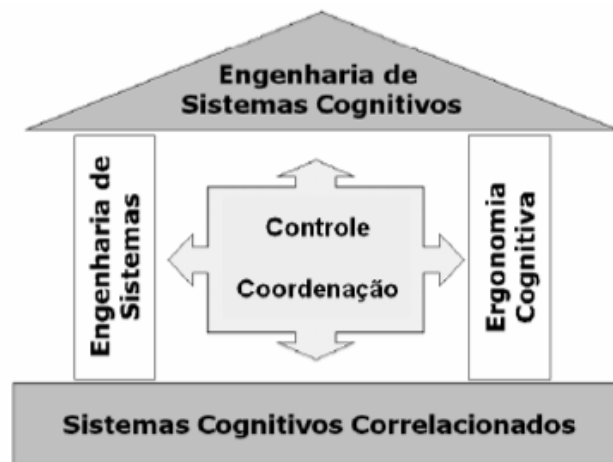 Engenharia de
Sistemas Cognitivos
Engenharia de
Sistemas
Controle
Coordenação
Ergonomia
Cognitiva
Sistemas Cognitivos Correlacionados